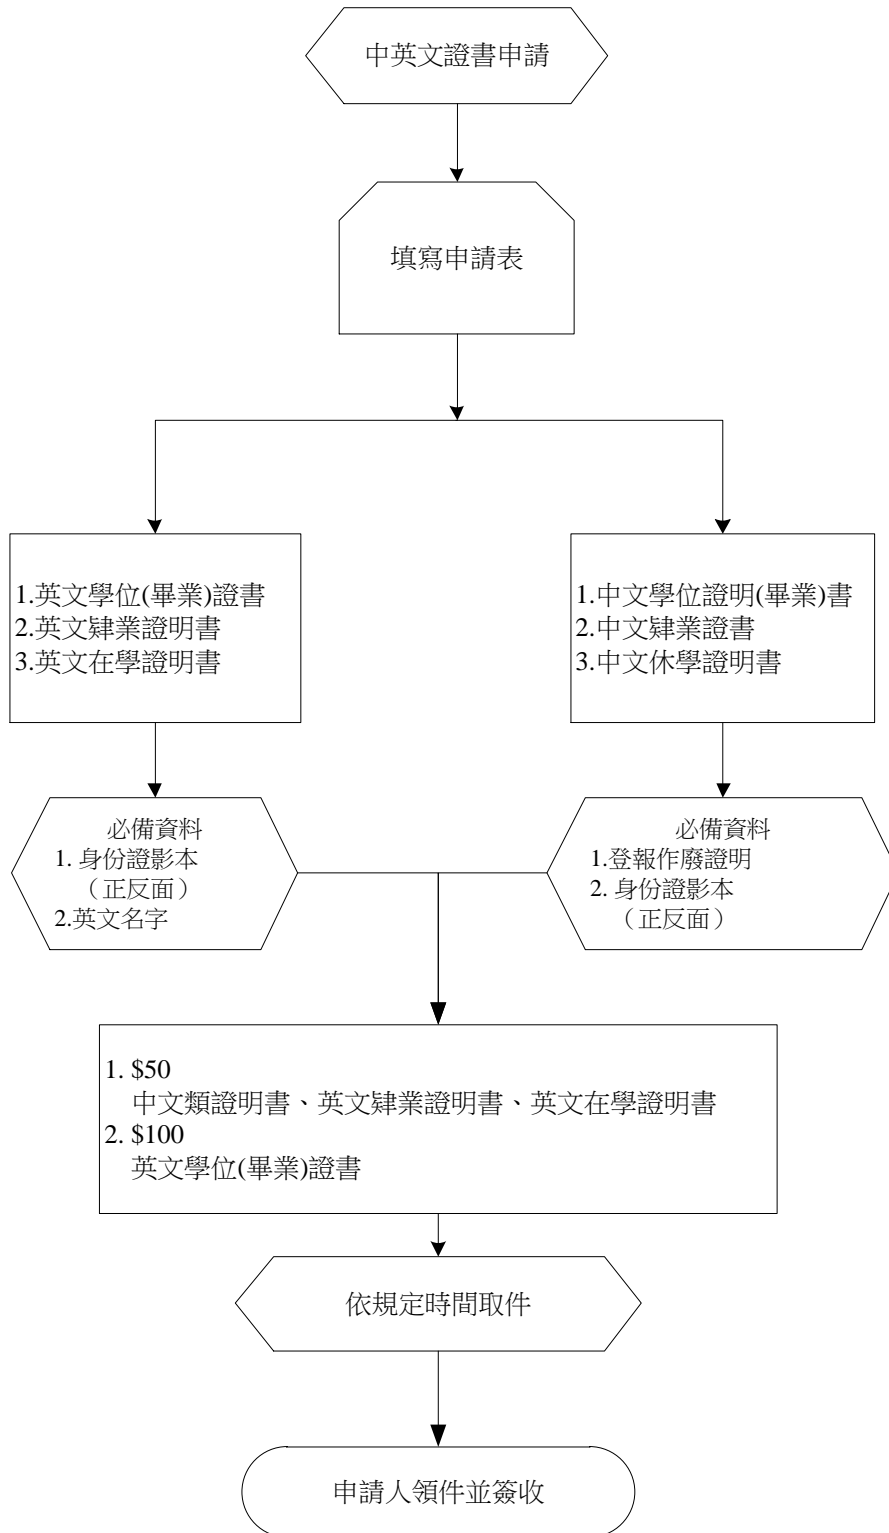 中英文證書申請
填寫申請表
1.英文學位(畢業)證書
2.英文肄業證明書
3.英文在學證明書
1.中文學位證明(畢業)書
2.中文肄業證書
3.中文休學證明書
必備資料
1. 身份證影本
（正反面）
2.英文名字
必備資料
1.登報作廢證明
2. 身份證影本
（正反面）
1. $50
中文類證明書、英文肄業證明書、英文在學證明書
2. $100
英文學位(畢業)證書
依規定時間取件
申請人領件並簽收